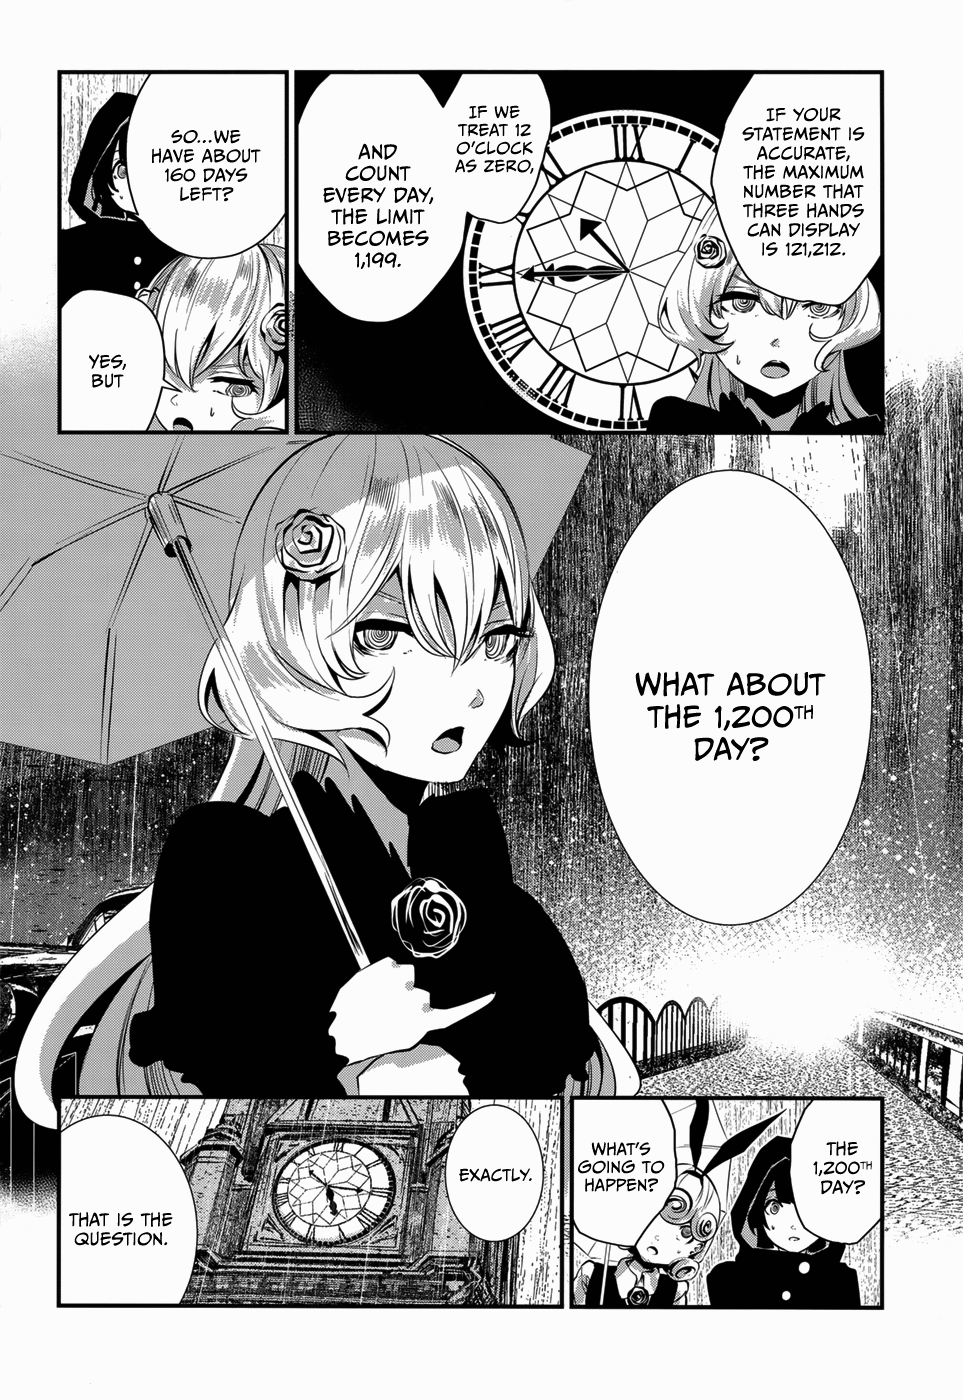 IF YOUR
STATEMENT IS
ACCURATE,
THE MAXIMUM
NUMBER THAT
THREE HANDS
CAN DISPLAY
IS 121,212.
IF WE
TREAT 12
O'CLOCK
AS ZERO,
AND
COUNT
EVERY DAY,
THE LIMIT
BECOMES
1,199.
SO...WE
HAVE ABOUT
160 DAYS
LEFT?
YES,
BUT
WHAT ABOUT
THE 1,200TH
DAY?
THE
1,200TH
DAY?
WHAT'S
GOING TO
HAPPEN?
EXACTLY.
THAT IS THE
QUESTION.